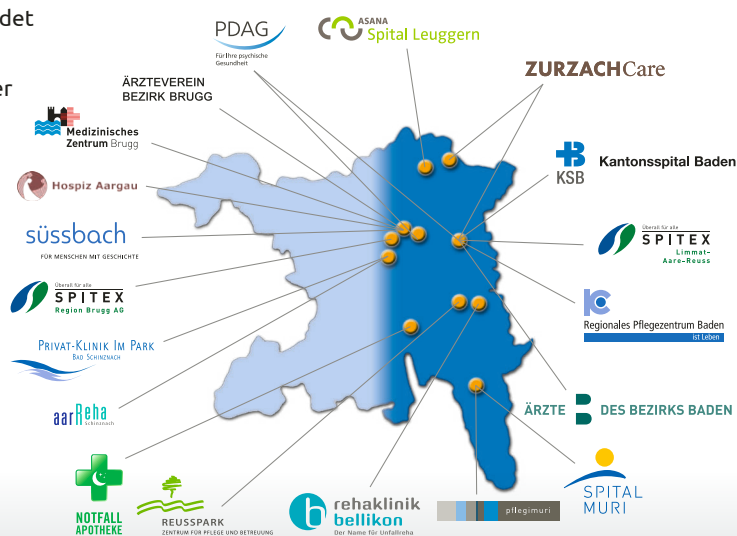 det
er
PDAG
Für Ihre psychische
Gesundheit
ASANA
Spital Leuggern
ZURZACHCare
ÄRZTEVEREIN
BEZIRK BRUGG
Medizinisches
Zentrum Brugg
KSB
Kantonsspital Baden
Hospiz Aargau
süssbach
FÜR MENSCHEN MIT GESCHICHTE
Überall für alle
SPITEX
Limmat-
Aare-Reuss
Überall für alle
SPITEX
Region Brugg AG
Regionales Pflegezentrum Baden
ist Leben
PRIVAT-KLINIK IM PARK
BAD SCHINZNACH
aarReha
Schinznach
ÄRZTE B DES BEZIRKS BADEN
NOTFALL
APOTHEKE
REUSSPARK
ZENTRUM FÜR PFLEGE UND BETREUUNG
b rehaklinik
bellikon
Der Name für Unfallreha
pflegimuri
SPITAL
MURI